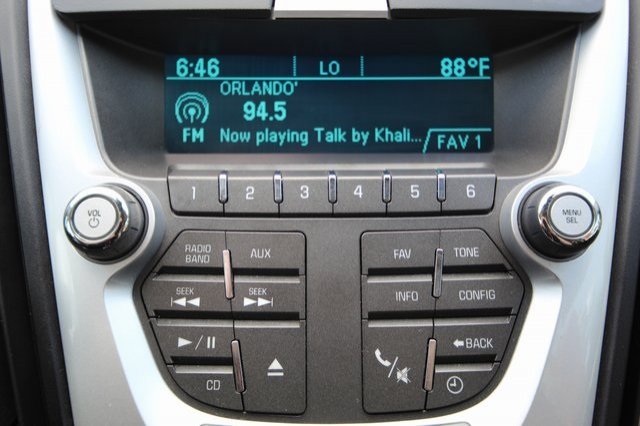 6:46 LO 88°F
ORLANDO'
94.5
FM Now playing Talk by Khali... FAV 1
1 2 3 4 5 6
VOL
MENU
SEL
RADIO
BAND
AUX
FAV
TONE
SEEK
SEEK
INFO
CONFIG
BACK
CD